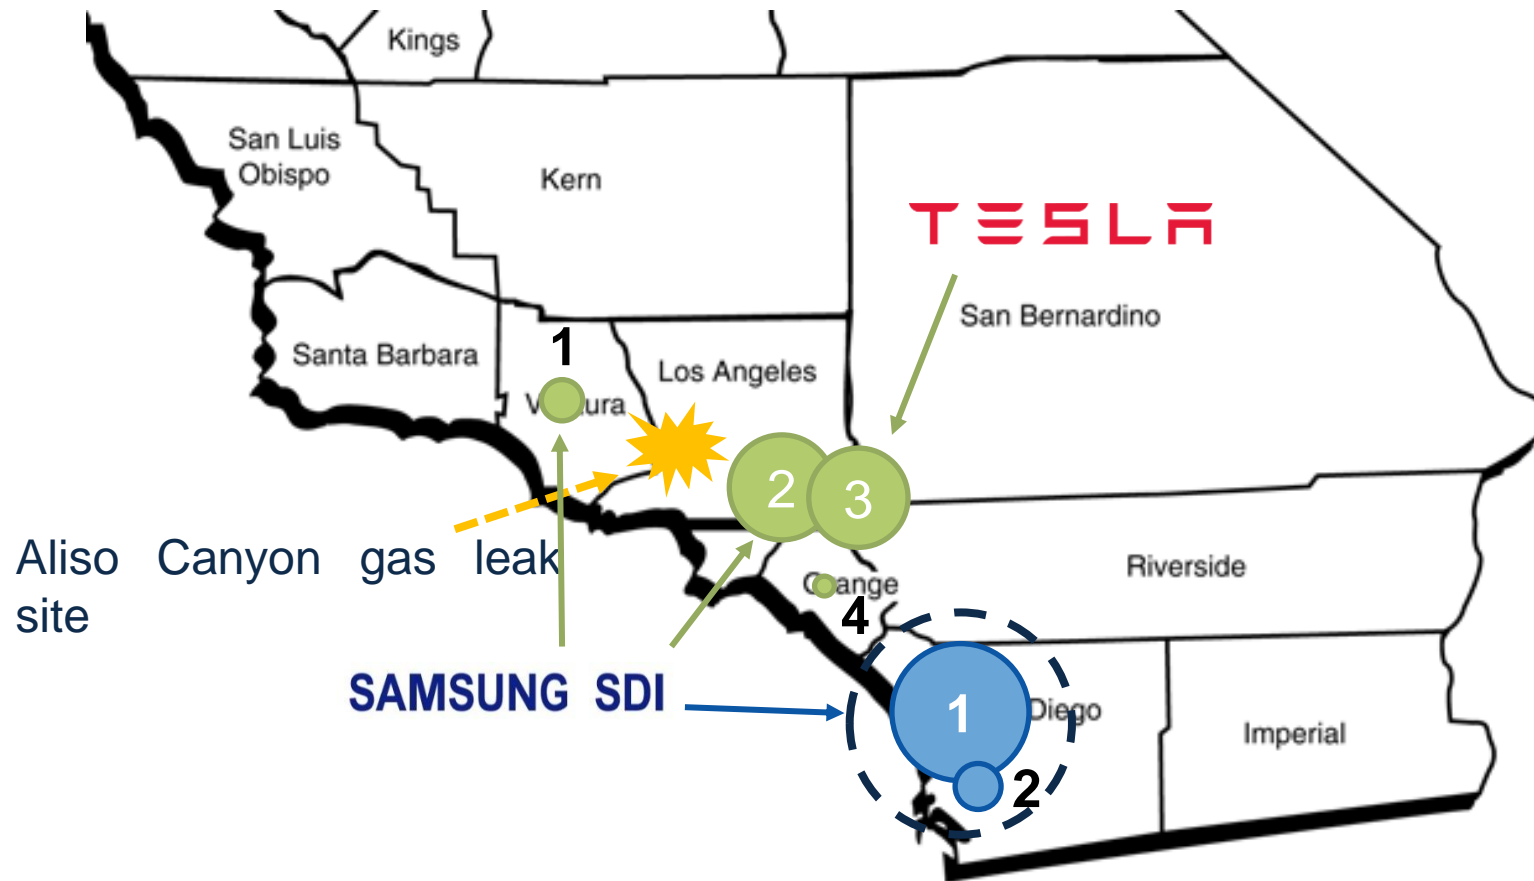 Kings
San Luis
Obispo
Kern
TESLA
San Bernardino
1
Santa Barbara
Los Angeles
2
3
Aliso Canyon gas leak
site
Riverside
4
SAMSUNG SDI
1
Diego
Imperial
2